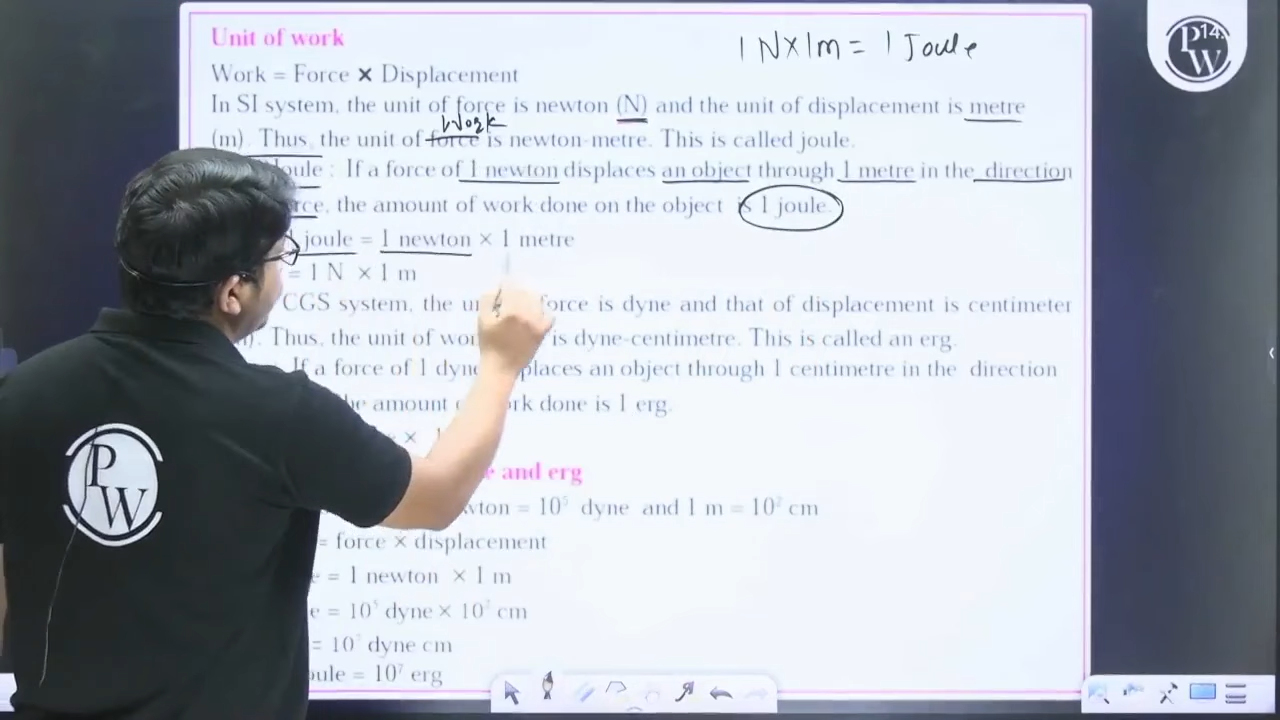 Unit of work
1 N × 1m = 1 Joule
P 14.
W
Work = Force × Displacement
In SI system, the unit of force is newton (N) and the unit of displacement is metre
Work
(m). Thus, the unit of force is newton-metre. This is called joule.
oule : If a force of 1 newton displaces an object through 1 metre in the direction
rce, the amount of work done on the object is 1 joule.
joule = 1 newton × 1 metre
= 1 N × 1 m
CGS system, the un force is dyne and that of displacement is centimeter
). Thus, the unit of wor is dyne-centimetre. This is called an erg.
If a force of 1 dyne places an object through 1 centimetre in the direction
he amount rk done is 1 erg.
× 1
e and erg
wton = 10⁵ dyne and 1 m = 10² cm
= force × displacement
e = 1 newton × 1 m
e = 10⁵ dyne × 10² cm
= 10⁷ dyne cm
oule = 10⁷ erg
P
W